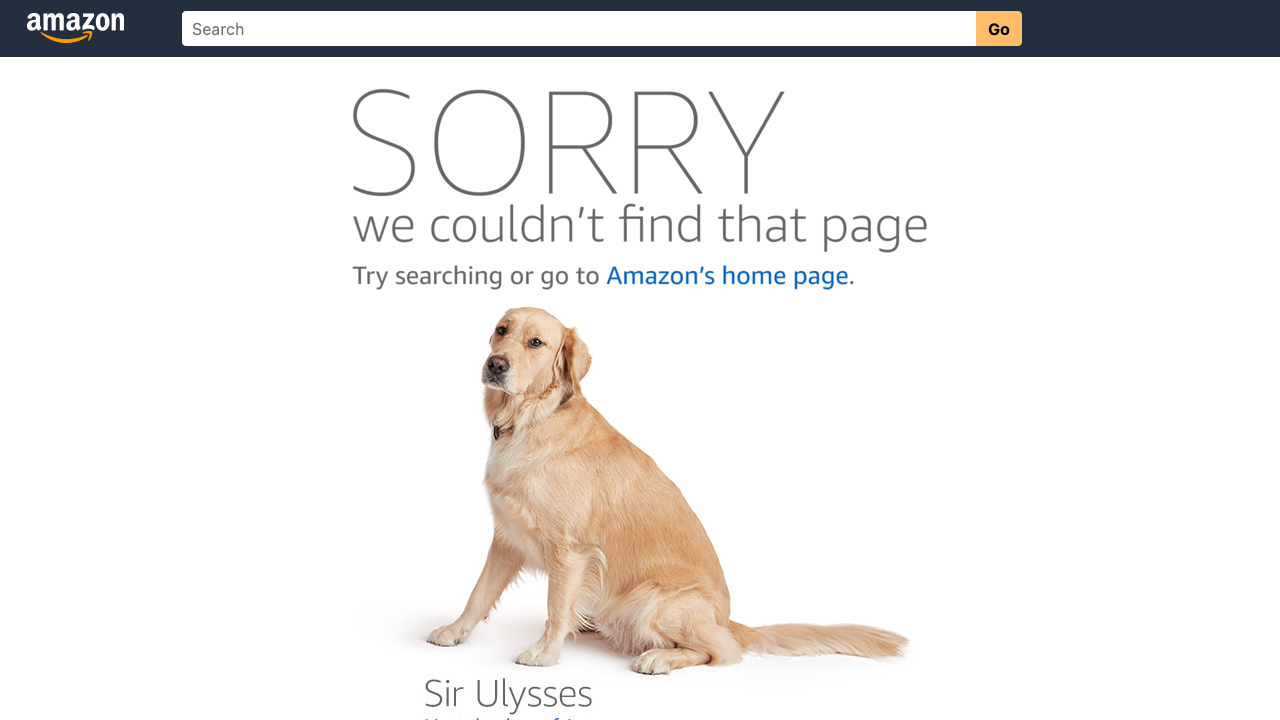 amazon
Search
Go
SORRY
we couldn't find that page
Try searching or go to Amazon's home page.
Sir Ulysses